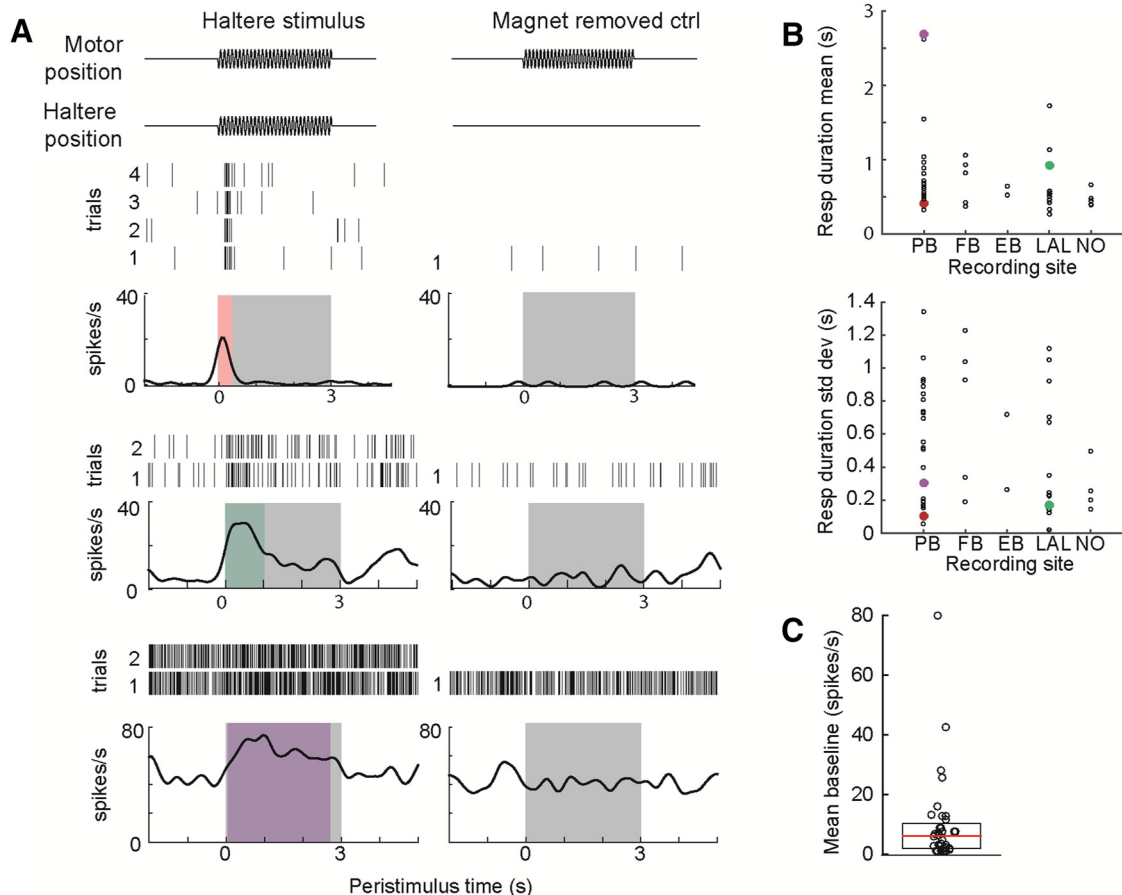 A
Haltere stimulus
Magnet removed ctrl
Motor
position
Haltere
position
trials
4
3
2
1
1
spikes/s
40
0
0
3
40
0
0
3
trials
2
1
1
spikes/s
40
0
0
3
40
0
0
3
trials
2
1
1
spikes/s
80
0
0
3
80
0
0
3
Peristimulus time (s)
B
Resp duration mean (s)
3
2
1
0
PB FB EB LAL NO
Recording site
Resp duration std dev (s)
1.4
1.2
1
0.8
0.6
0.4
0.2
0
PB FB EB LAL NO
Recording site
C
Mean baseline (spikes/s)
80
60
40
20
0